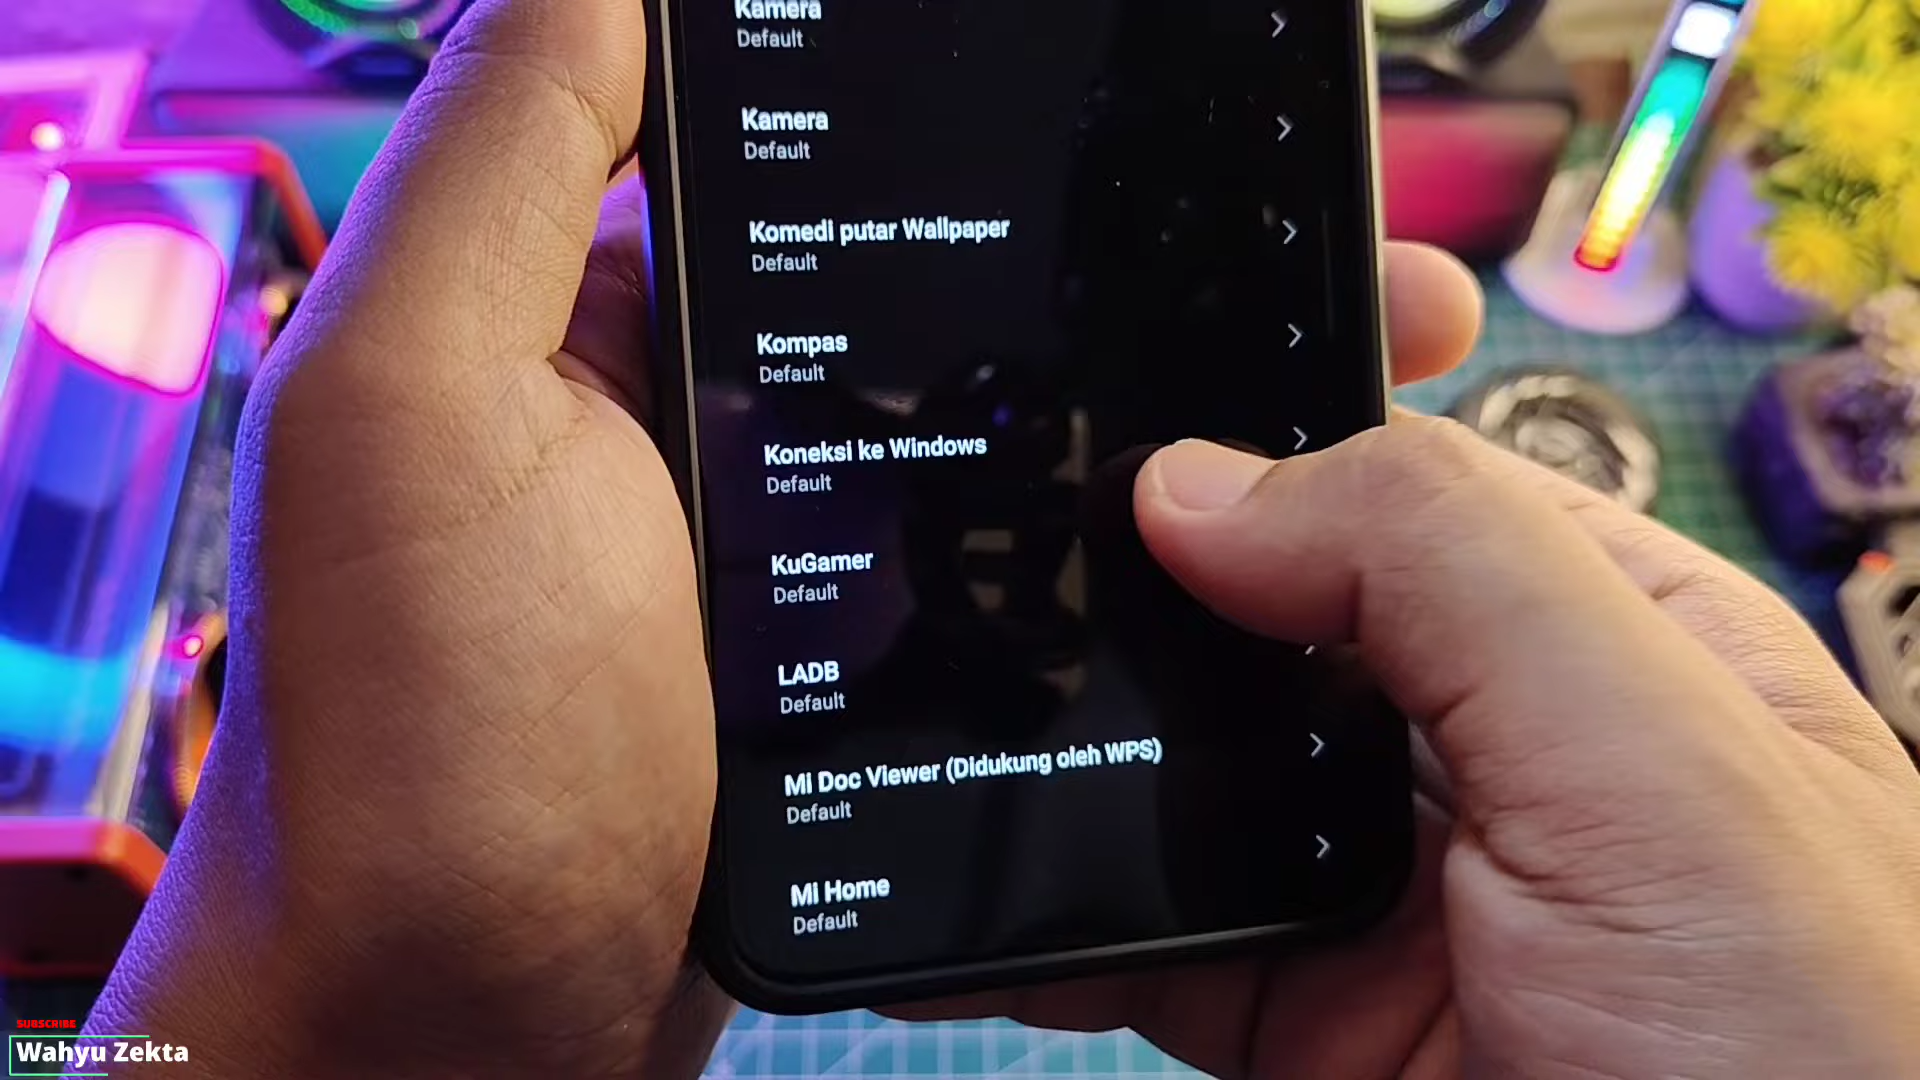 Kamera
Default
Kamera
Default
Komedi putar Wallpaper
Default
Kompas
Default
Koneksi ke Windows
Default
KuGamer
Default
LADB
Default
Mi Doc Viewer (Didukung oleh WPS)
Default
Mi Home
Default
SUBSCRIBE
Wahyu Zekta